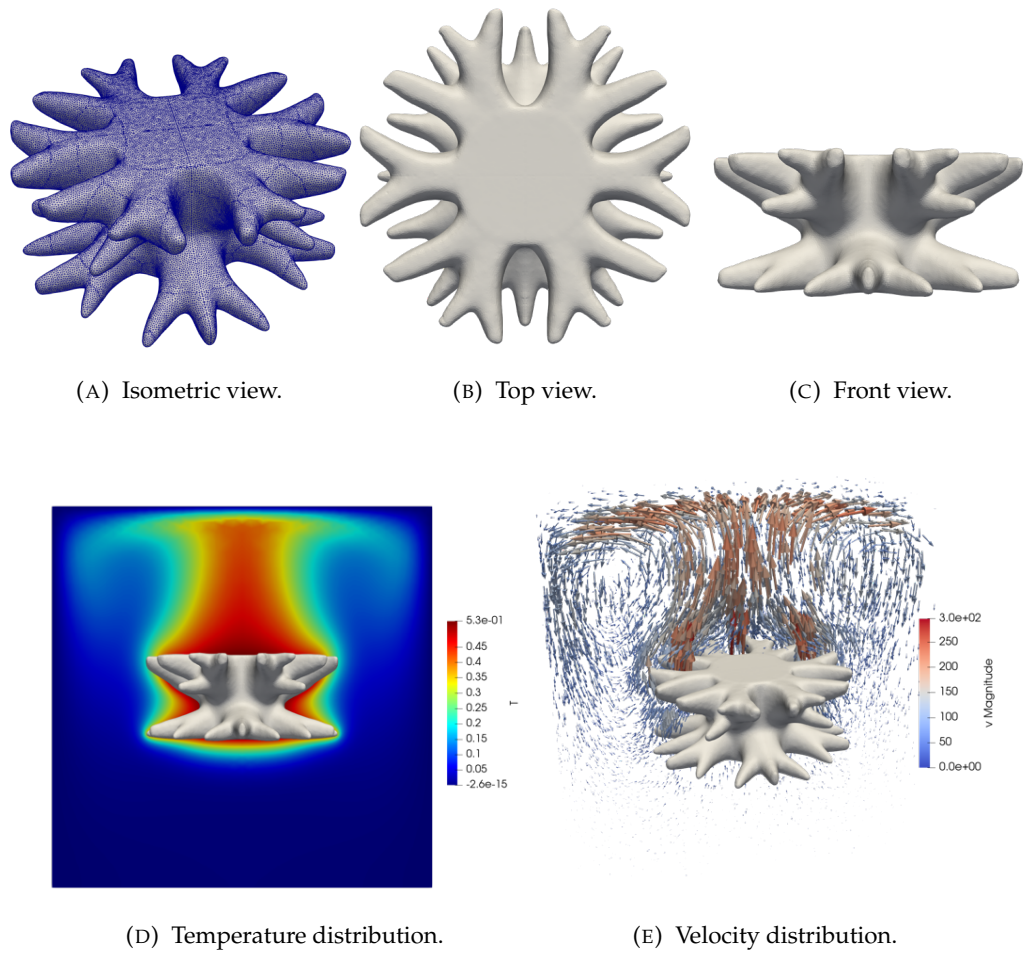 (A) Isometric view.
(B) Top view.
(C) Front view.
5.3e-01
0.45
0.4
0.35
0.3
0.25
0.2
0.15
0.1
0.05
-2.6e-15
T
3.0e+02
250
200
150
100
50
0.0e+00
v Magnitude
(D) Temperature distribution.
(E) Velocity distribution.